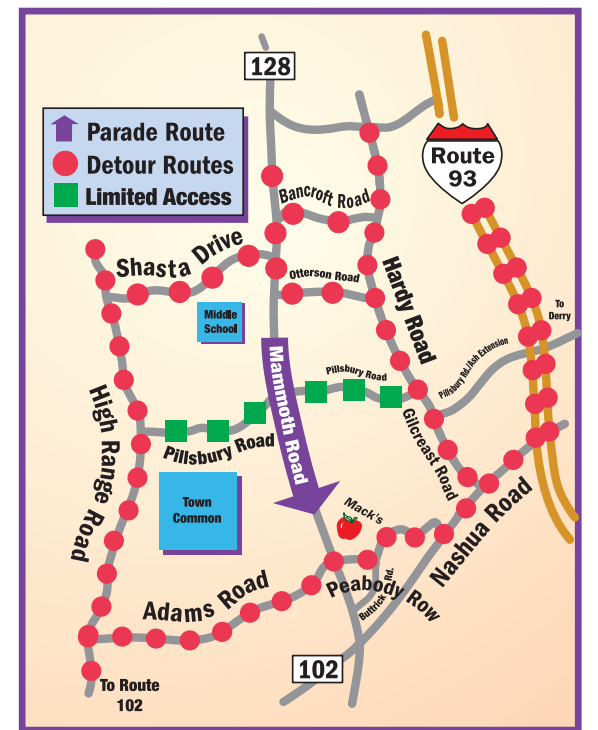 128
Parade Route
Detour Routes
Limited Access
Route
93
Bancroft Road
Shasta Drive
Otterson Road
Hardy Road
To
Derry
Middle
School
Pillsbury Rd./Ash Extension
Mammoth Road
Pillsbury Road
High Range Road
Pillsbury Road
Gilcreast Road
Town
Common
Mack's
Nashua Road
Adams Road
Peabody Row
Buttrick Rd.
102
To Route
102